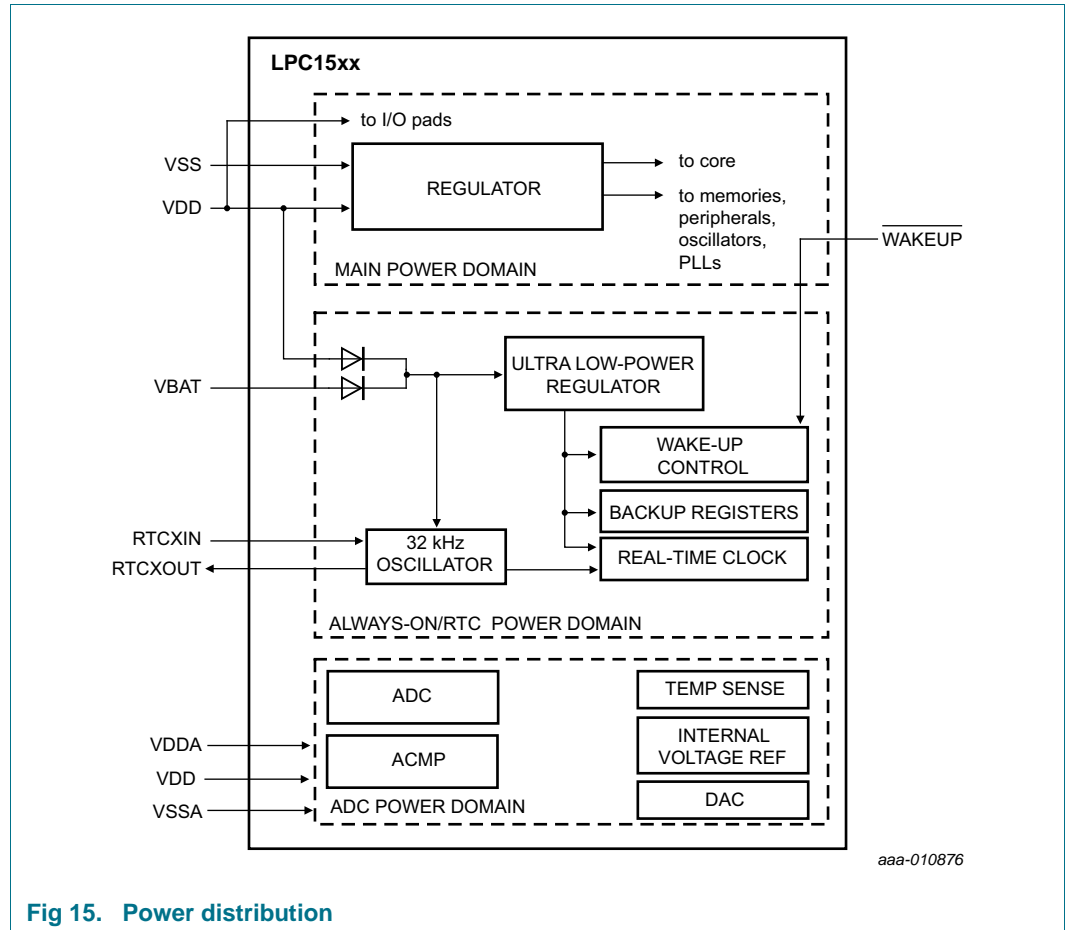 LPC15xx
to I/O pads
VSS
VDD
REGULATOR
to core
to memories,
peripherals,
oscillators,
PLLs
WAKEUP
MAIN POWER DOMAIN
VBAT
ULTRA LOW-POWER
REGULATOR
WAKE-UP
CONTROL
BACKUP REGISTERS
REAL-TIME CLOCK
RTCXIN
RTCXOUT
32 kHz
OSCILLATOR
ALWAYS-ON/RTC POWER DOMAIN
ADC
TEMP SENSE
VDDA
VDD
VSSA
ACMP
INTERNAL
VOLTAGE REF
DAC
ADC POWER DOMAIN
aaa-010876
Fig 15. Power distribution